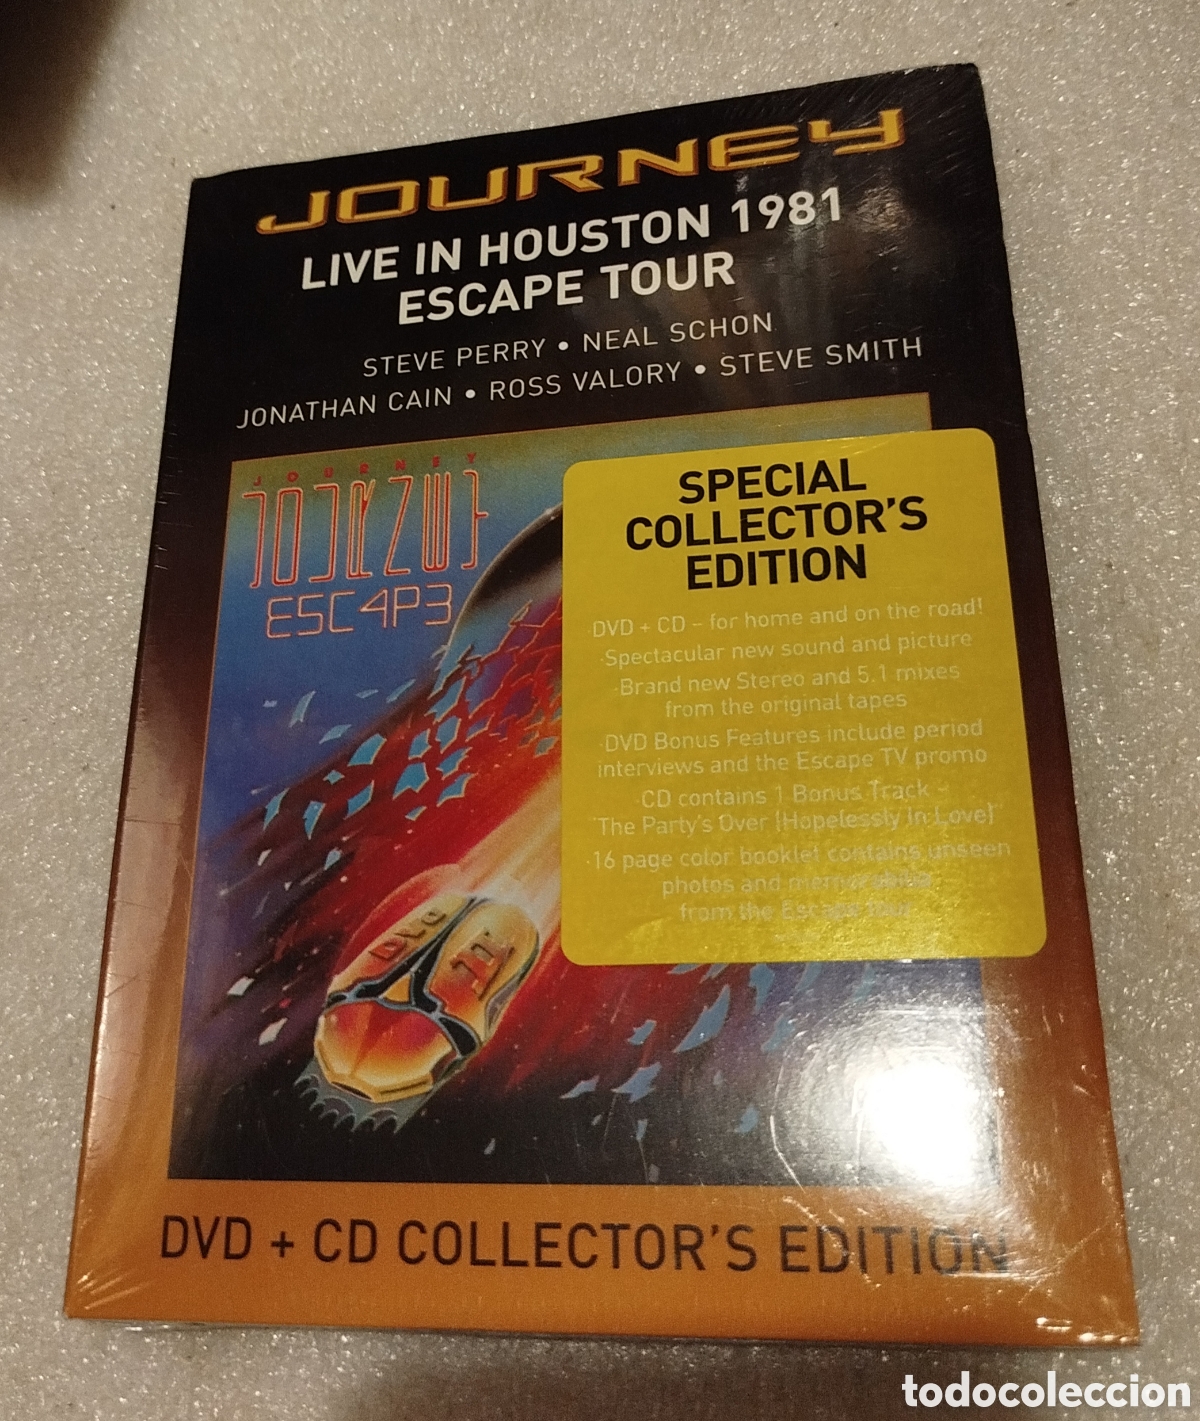 JOURNEY
LIVE IN HOUSTON 1981
ESCAPE TOUR
STEVE PERRY • NEAL SCHON
JONATHAN CAIN • ROSS VALORY • STEVE SMITH
JOURNEY
ESC4P3
SPECIAL
COLLECTOR'S
EDITION
DVD + CD – for home and on the road!
·Spectacular new sound and picture
·Brand new Stereo and 5.1 mixes
from the original tapes
·DVD Bonus Features include period
interviews and the Escape TV promo
·CD contains 1 Bonus Track -
"The Party's Over (Hopelessly In Love)"
·16 page color booklet contains unseen
photos and memorabilia
from the Escape tour
DVD + CD COLLECTOR'S EDITION
todocoleccion